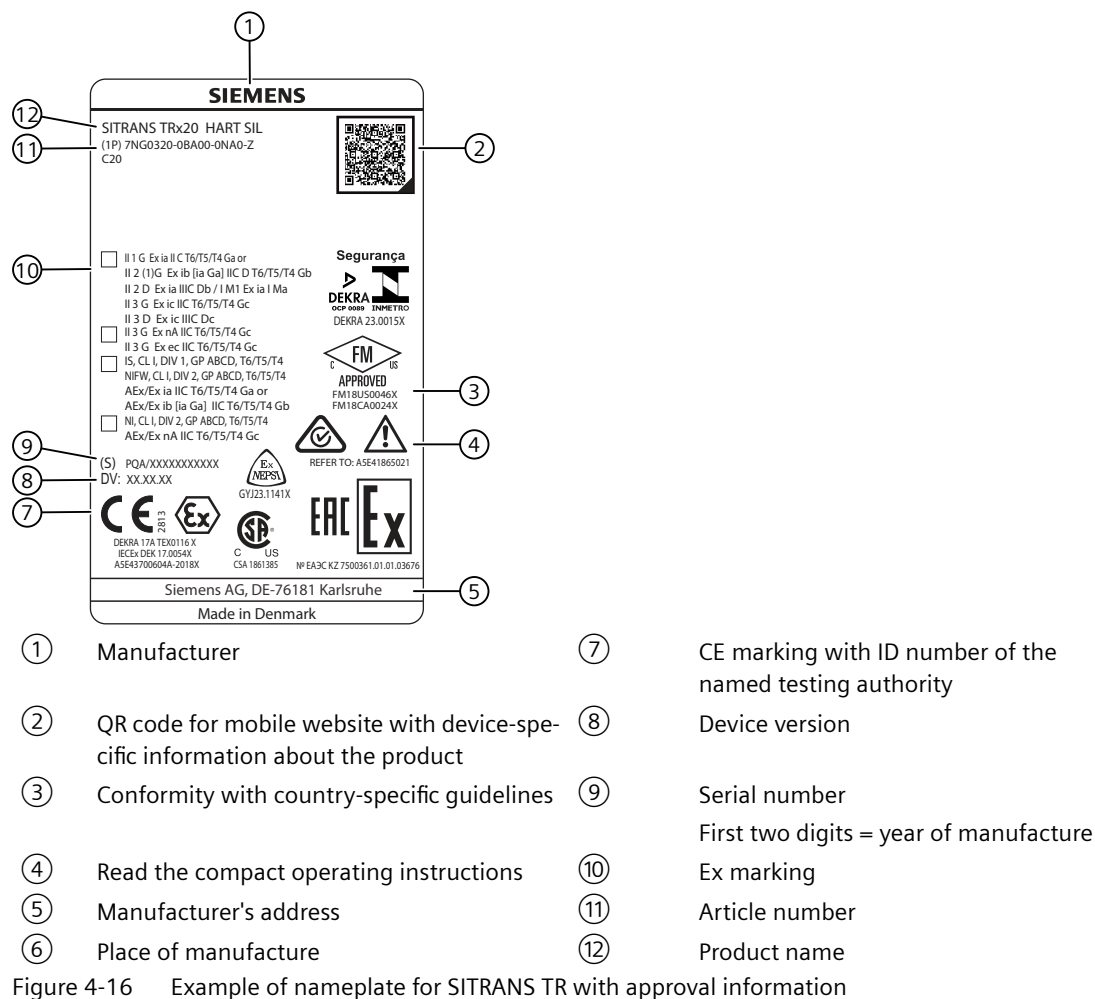 ①
SIEMENS
⑫
SITRANS TRx20 HART SIL
⑪
(1P) 7NG0320-0BA00-0NA0-Z
C20
②
⑩
II 1 G Ex ia II C T6/T5/T4 Ga or
II 2 (1)G Ex ib [ia Ga] IIC D T6/T5/T4 Gb
II 2 D Ex ia IIIC Db / I M1 Ex ia I Ma
II 3 G Ex ic IIC T6/T5/T4 Gc
II 3 D Ex ic IIIC Dc
II 3 G Ex nA IIC T6/T5/T4 Gc
II 3 G Ex ec IIC T6/T5/T4 Gc
IS, CL I, DIV 1, GP ABCD, T6/T5/T4
NIFW, CL I, DIV 2, GP ABCD, T6/T5/T4
AEx/Ex ia IIC T6/T5/T4 Ga or
AEx/Ex ib [ia Ga] IIC T6/T5/T4 Gb
NI, CL I, DIV 2, GP ABCD, T6/T5/T4
AEx/Ex nA IIC T6/T5/T4 Gc
Segurança
DEKRA
OCP 0089 INMETRO
DEKRA 23.0015X
FM
C US
APPROVED
FM18US0046X
FM18CA0024X
③
④
REFER TO: A5E41865021
⑨
(S) PQA/XXXXXXXXXXX
⑧
DV: XX.XX.XX
Ex
NEPSI
GYJ23.1141X
⑦
CE 2813 Ex
DEKRA 17A TEX0116 X
IECEx DEK 17.0054X
A5E43700604A-2018X
SA ®
C US
CSA 186138S
EAC Ex
Nº EAЭC KZ 7500361.01.01.03676
Siemens AG, DE-76181 Karlsruhe
⑤
Made in Denmark
① Manufacturer
⑦ CE marking with ID number of the
named testing authority
② QR code for mobile website with device-spe-
cific information about the product
⑧ Device version
③ Conformity with country-specific guidelines
⑨ Serial number
First two digits = year of manufacture
④ Read the compact operating instructions
⑩ Ex marking
⑤ Manufacturer's address
⑪ Article number
⑥ Place of manufacture
⑫ Product name
Figure 4-16 Example of nameplate for SITRANS TR with approval information